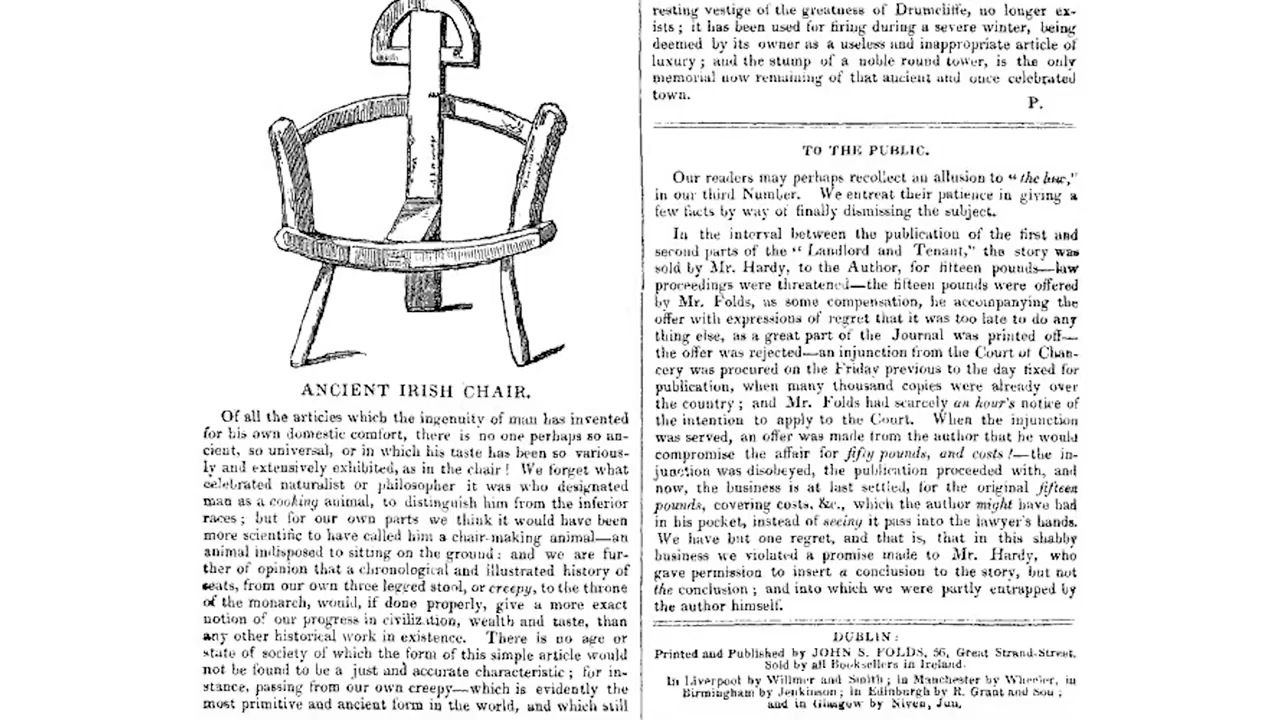 ANCIENT IRISH CHAIR.
Of all the articles which the ingenuity of man has invented
for his own domestic comfort, there is no one perhaps so an-
cient, so universal, or in which his taste has been so various-
ly and extensively exhibited, as in the chair! We forget what
celebrated naturalist or philosopher it was who designated
man as a cooking animal, to distinguish him from the inferior
races; but for our own parts we think it would have been
more scientific to have called him a chair-making animal—an
animal indisposed to sitting on the ground: and we are fur-
ther of opinion that a chronological and illustrated history of
seats, from our own three legged stool, or creepy, to the throne
of the monarch, would, if done properly, give a more exact
notion of our progress in civilization, wealth and taste, than
any other historical work in existence. There is no age or
state of society of which the form of this simple article would
not be found to be a just and accurate characteristic; for in-
stance, passing from our own creepy—which is evidently the
most primitive and ancient form in the world, and which still
resting vestige of the greatness of Drumcliffe, no longer ex-
ists; it has been used for firing during a severe winter, being
deemed by its owner as a useless and inappropriate article of
luxury; and the stump of a noble round tower, is the only
memorial now remaining of that ancient and once celebrated
town.
P.
TO THE PUBLIC.
Our readers may perhaps recollect an allusion to "the hue,"
in our third Number. We entreat their patience in giving a
few facts by way of finally dismissing the subject.
In the interval between the publication of the first and
second parts of the "Landlord and Tenant," the story was
sold by Mr. Hardy, to the Author, for fifteen pounds—law
proceedings were threatened—the fifteen pounds were offered
by Mr. Folds, as some compensation, he accompanying the
offer with expressions of regret that it was too late to do any
thing else, as a great part of the Journal was printed off—
the offer was rejected—an injunction from the Court of Chan-
cery was procured on the Friday previous to the day fixed for
publication, when many thousand copies were already over
the country; and Mr. Folds had scarcely an hour's notice of
the intention to apply to the Court. When the injunction
was served, an offer was made from the author that he would
compromise the affair for fifty pounds, and costs!—the in-
junction was disobeyed, the publication proceeded with, and
now, the business is at last settled, for the original fifteen
pounds, covering costs, &c., which the author might have had
in his pocket, instead of seeing it pass into the lawyer's hands.
We have but one regret, and that is, that in this shabby
business we violated a promise made to Mr. Hardy, who
gave permission to insert a conclusion to the story, but not
the conclusion; and into which we were partly entrapped by
the author himself.
DUBLIN:
Printed and Published by JOHN S. FOLDS, 56, Great Strand-Street.
Sold by all Booksellers in Ireland.
In Liverpool by Willmer and Smith; in Manchester by Wheeler, in
Birmingham by Jenkinson; in Edinburgh by R. Grant and Son;
and in Glasgow by Niven, Jun.